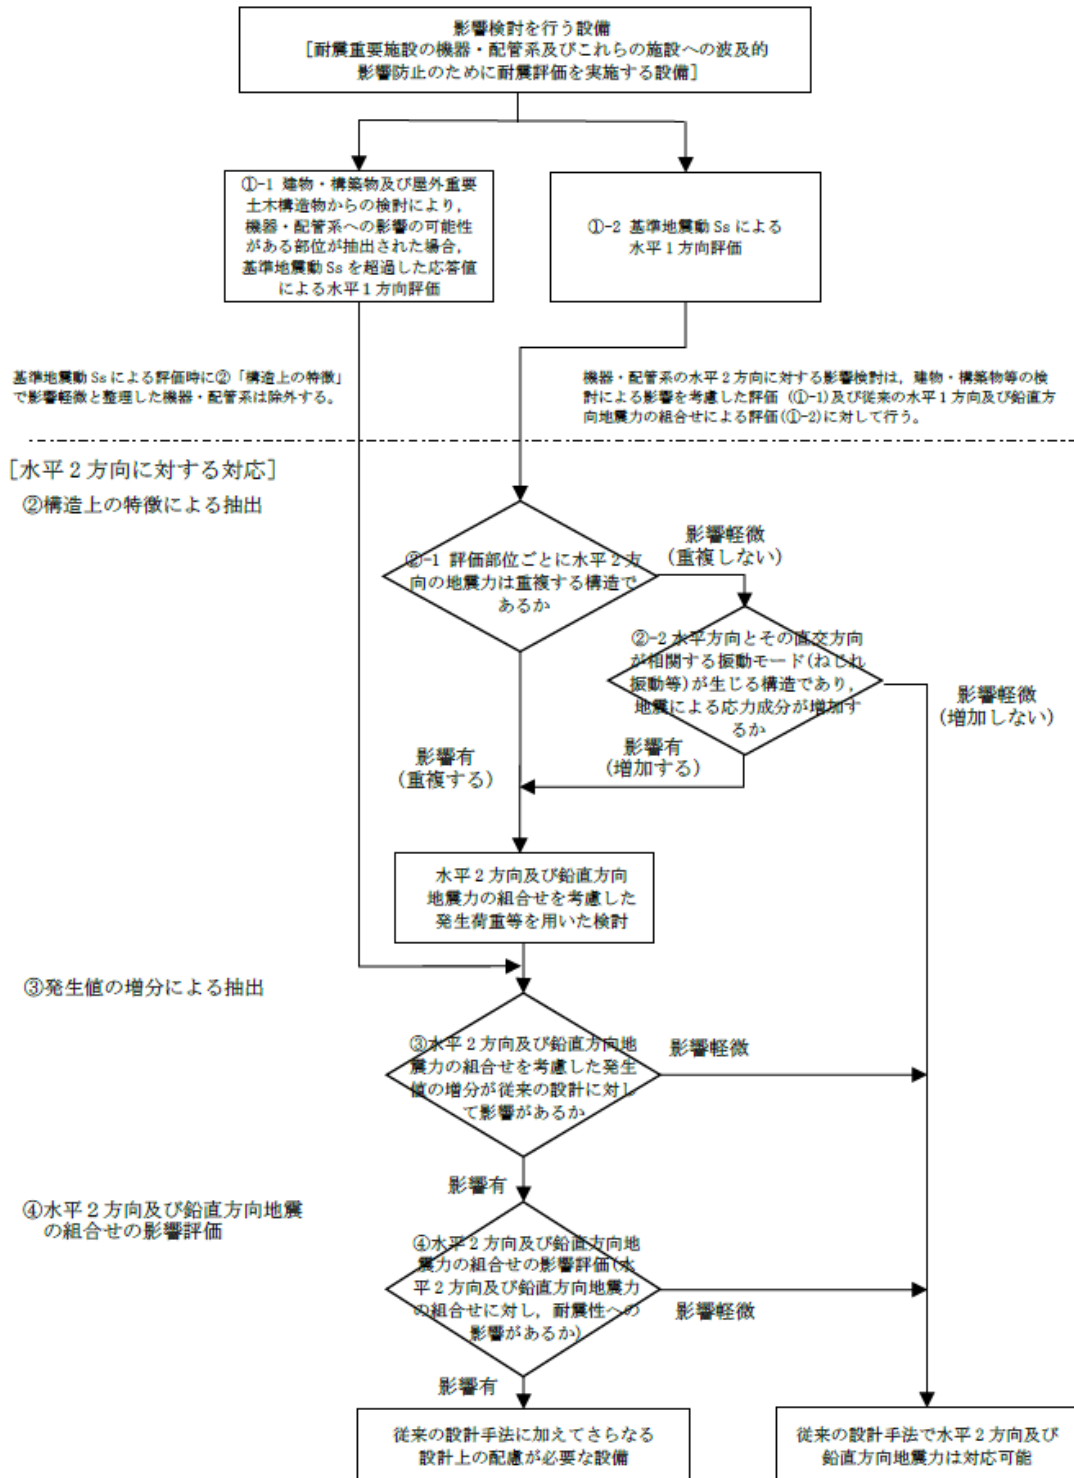 影響検討を行う設備
[耐震重要施設の機器・配管系及びこれらの施設への波及的
影響防止のために耐震評価を実施する設備]
①-1 建物・構築物及び屋外重要
土木構造物からの検討により,
機器・配管系への影響の可能性
がある部位が抽出された場合,
基準地震動 Ss を超過した応答値
による水平1方向評価
①-2 基準地震動 Ss による
水平1方向評価
基準地震動 Ss による評価時に②「構造上の特徴」
で影響軽微と整理した機器・配管系は除外する。
機器・配管系の水平2方向に対する影響検討は, 建物・構築物等の検
討による影響を考慮した評価 (①-1)及び従来の水平1方向及び鉛直方
向地震力の組合せによる評価(①-2)に対して行う。
[水平2方向に対する対応]
②構造上の特徴による抽出
②-1 評価部位ごとに水平2方
向の地震力は重複する構造で
あるか
影響軽微
(重複しない)
②-2 水平方向とその直交方向
が相関する振動モード(ねじれ
振動等)が生じる構造であり,
地震による応力成分が増加す
るか
影響軽微
(増加しない)
影響有
(重複する)
影響有
(増加する)
水平2方向及び鉛直方向
地震力の組合せを考慮した
発生荷重等を用いた検討
③発生値の増分による抽出
③水平2方向及び鉛直方向地
震力の組合せを考慮した発生
値の増分が従来の設計に対し
て影響があるか
影響軽微
影響有
④水平2方向及び鉛直方向地震
の組合せの影響評価
④水平2方向及び鉛直方向地
震力の組合せの影響評価(水
平2方向及び鉛直方向地震力
の組合せに対し, 耐震性への
影響があるか)
影響軽微
影響有
従来の設計手法に加えてさらなる
設計上の配慮が必要な設備
従来の設計手法で水平2方向及び
鉛直方向地震力は対応可能